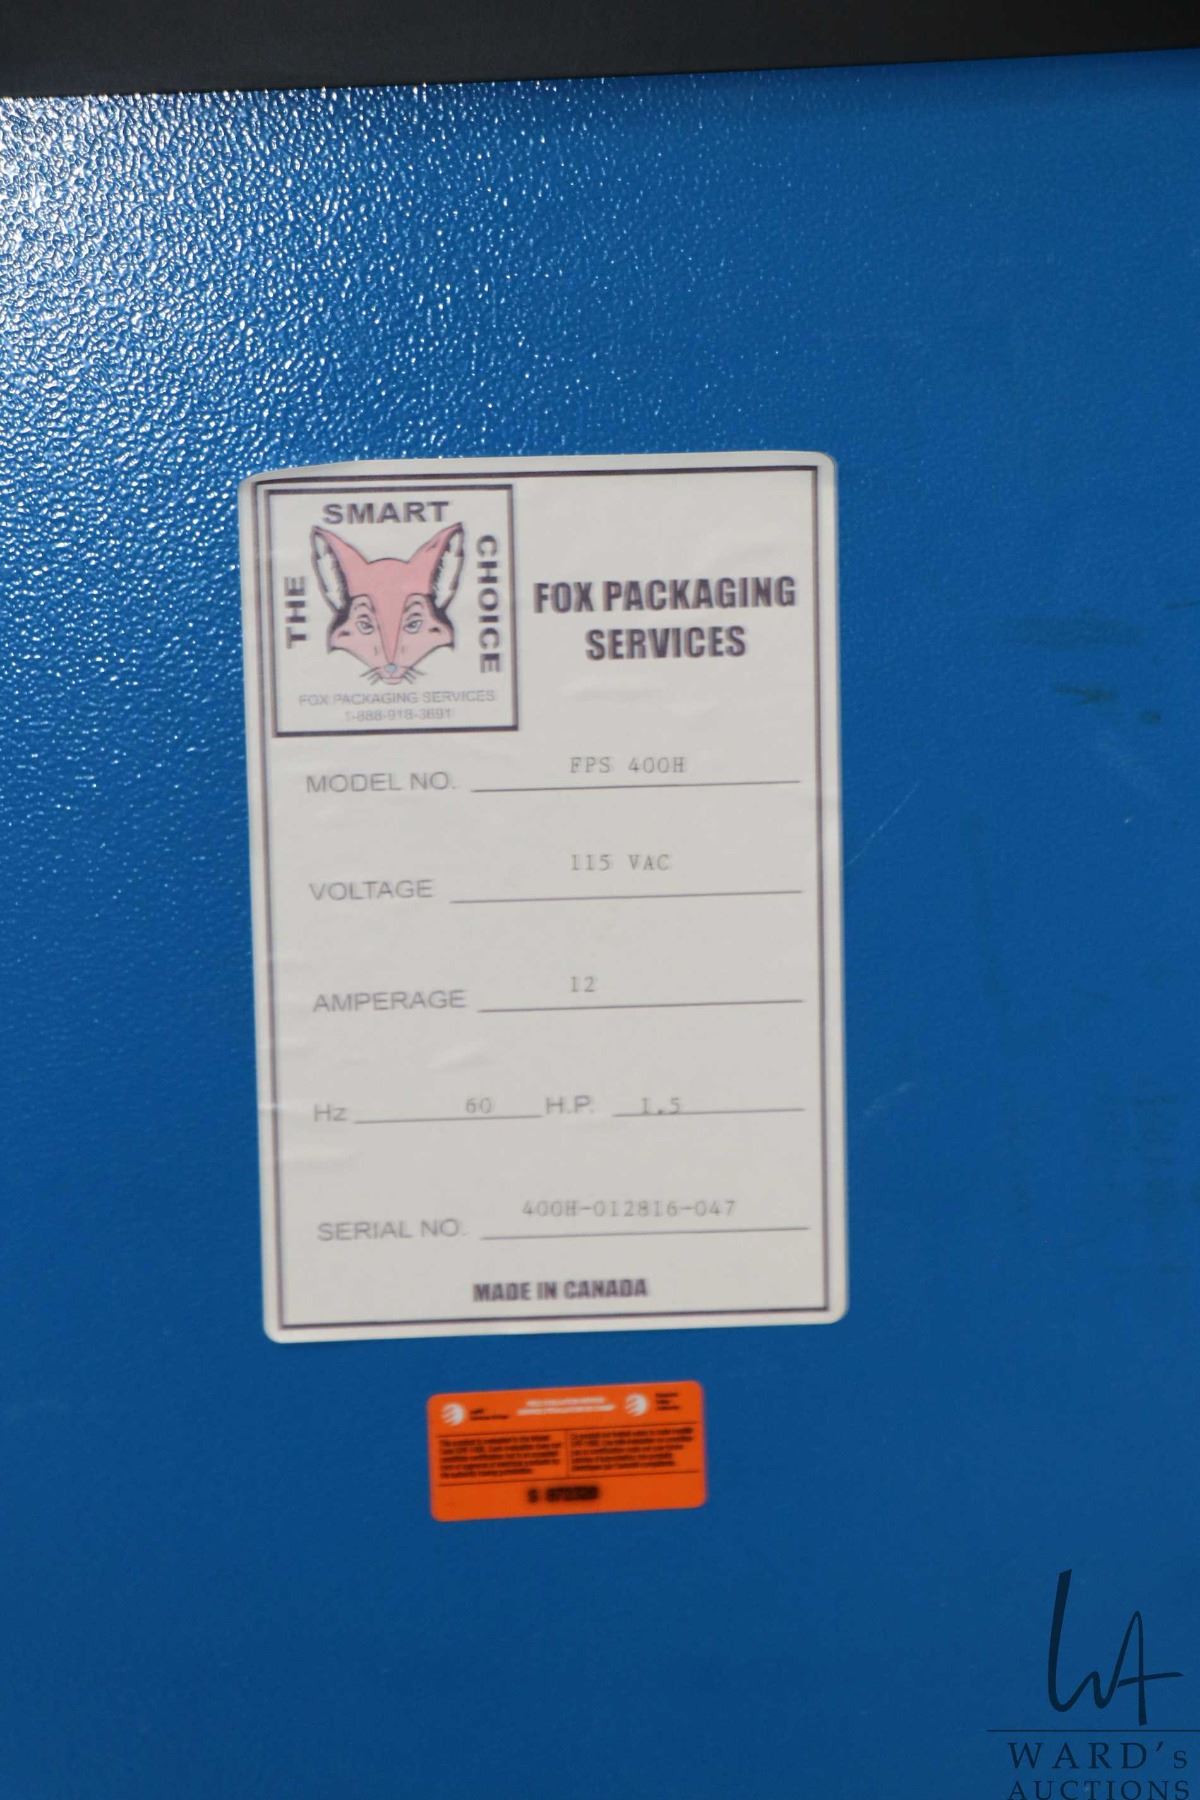 THE
SMART
CHOICE
FOX PACKAGING SERVICES
1-888-918-3691
FOX PACKAGING
SERVICES
MODEL NO. FPS 400H
VOLTAGE 115 VAC
AMPERAGE 12
Hz 60 H.P. 1.5
SERIAL NO. 400H-012816-047
MADE IN CANADA
WARD's
AUCTIONS